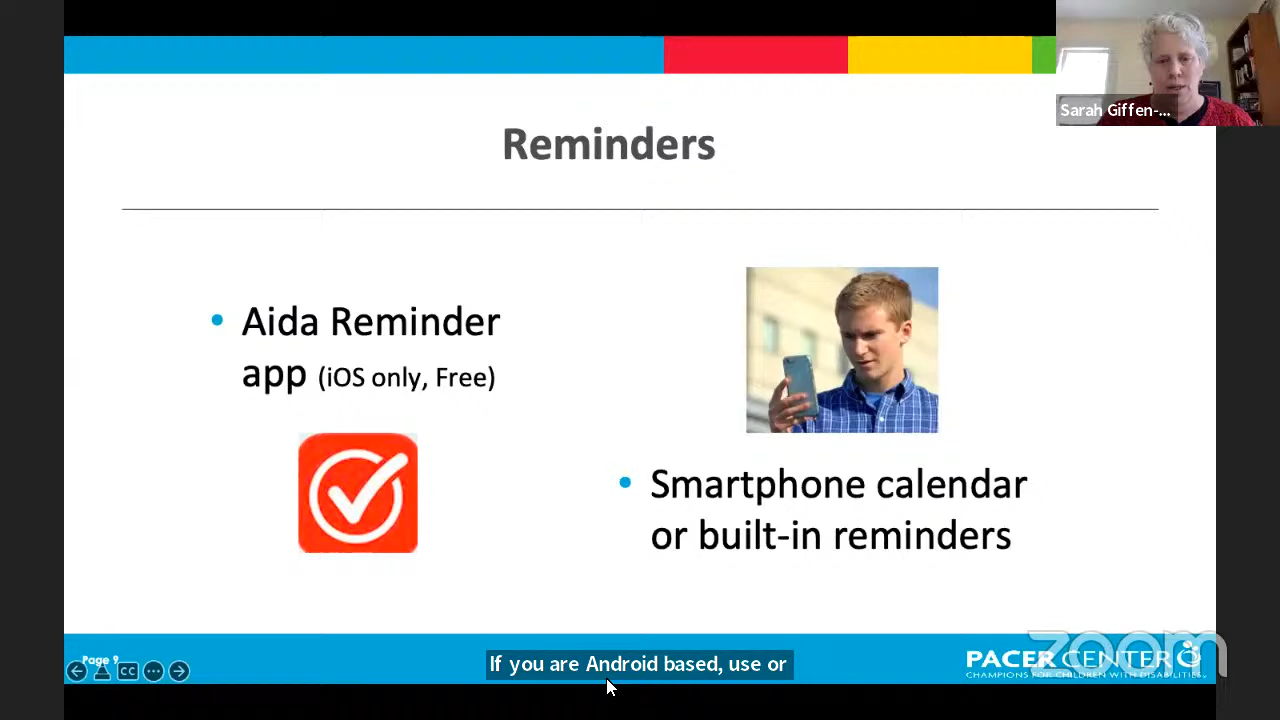 Sarah Giffen-...
Reminders
• Aida Reminder
app (iOS only, Free)
• Smartphone calendar
or built-in reminders
Page 9
CC
If you are Android based, use or
zoom
PACER CENTER
CHAMPIONS FOR CHILDREN WITH DISABILITIES